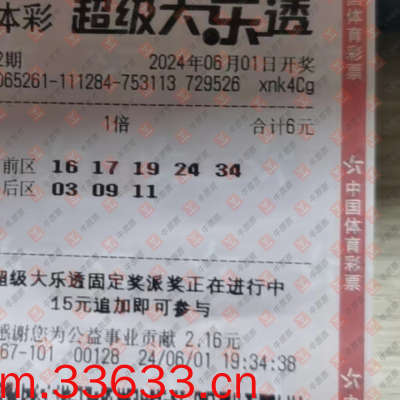 体彩 超级大乐透
2期 2024年06月01日开奖
065261-111284-753113 729526 xnk4Cg
1倍 合计6元
前区 16 17 19 24 34
后区 03 09 11
超级大乐透固定奖派奖正在进行中
15元追加即可参与
感谢您为公益事业贡献 2.16元
67-101 00128 24/06/01 19:34:38
m.33633.cn
中国体育彩票
中国体育彩票